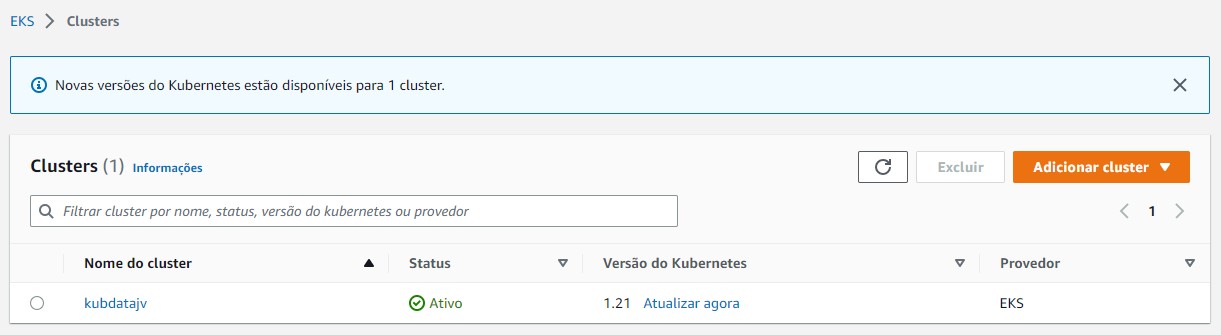 EKS > Clusters
Novas versões do Kubernetes estão disponíveis para 1 cluster.
Clusters (1) Informações
Excluir
Adicionar cluster
Filtrar cluster por nome, status, versão do kubernetes ou provedor
1
Nome do cluster Status Versão do Kubernetes Provedor
kubdatajv Ativo 1.21 Atualizar agora EKS